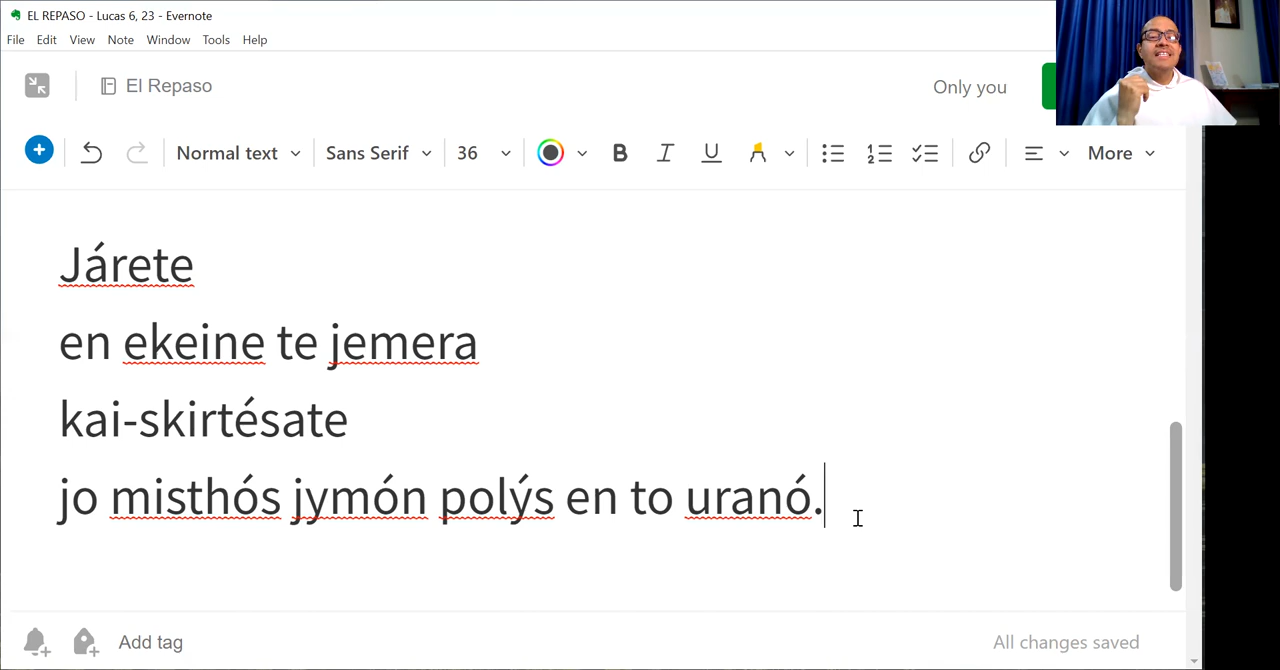 EL REPASO - Lucas 6, 23 - Evernote
File Edit View Note Window Tools Help
El Repaso
Only you
Normal text Sans Serif 36 B I U More
Járete
en ekeine te jemera
kai-skirtésate
jo misthós jymón polýs en to uranó.
Add tag
All changes saved